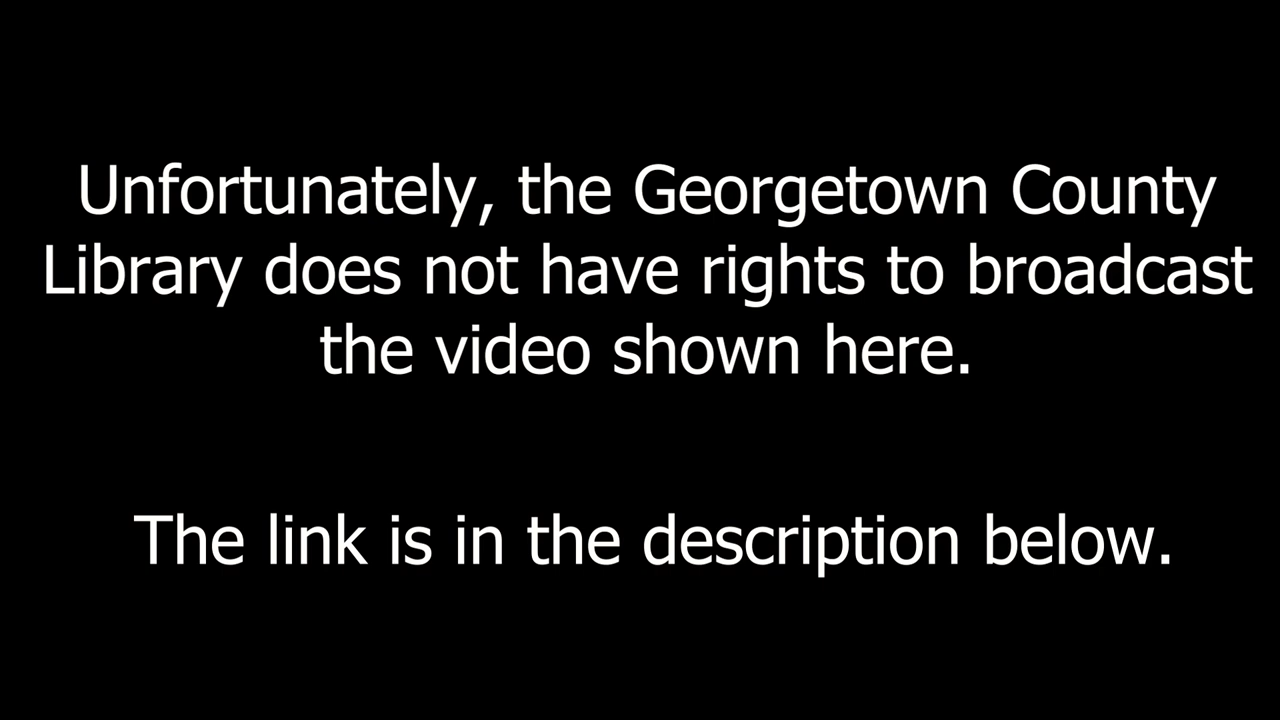 Unfortunately, the Georgetown County
Library does not have rights to broadcast
the video shown here.
The link is in the description below.